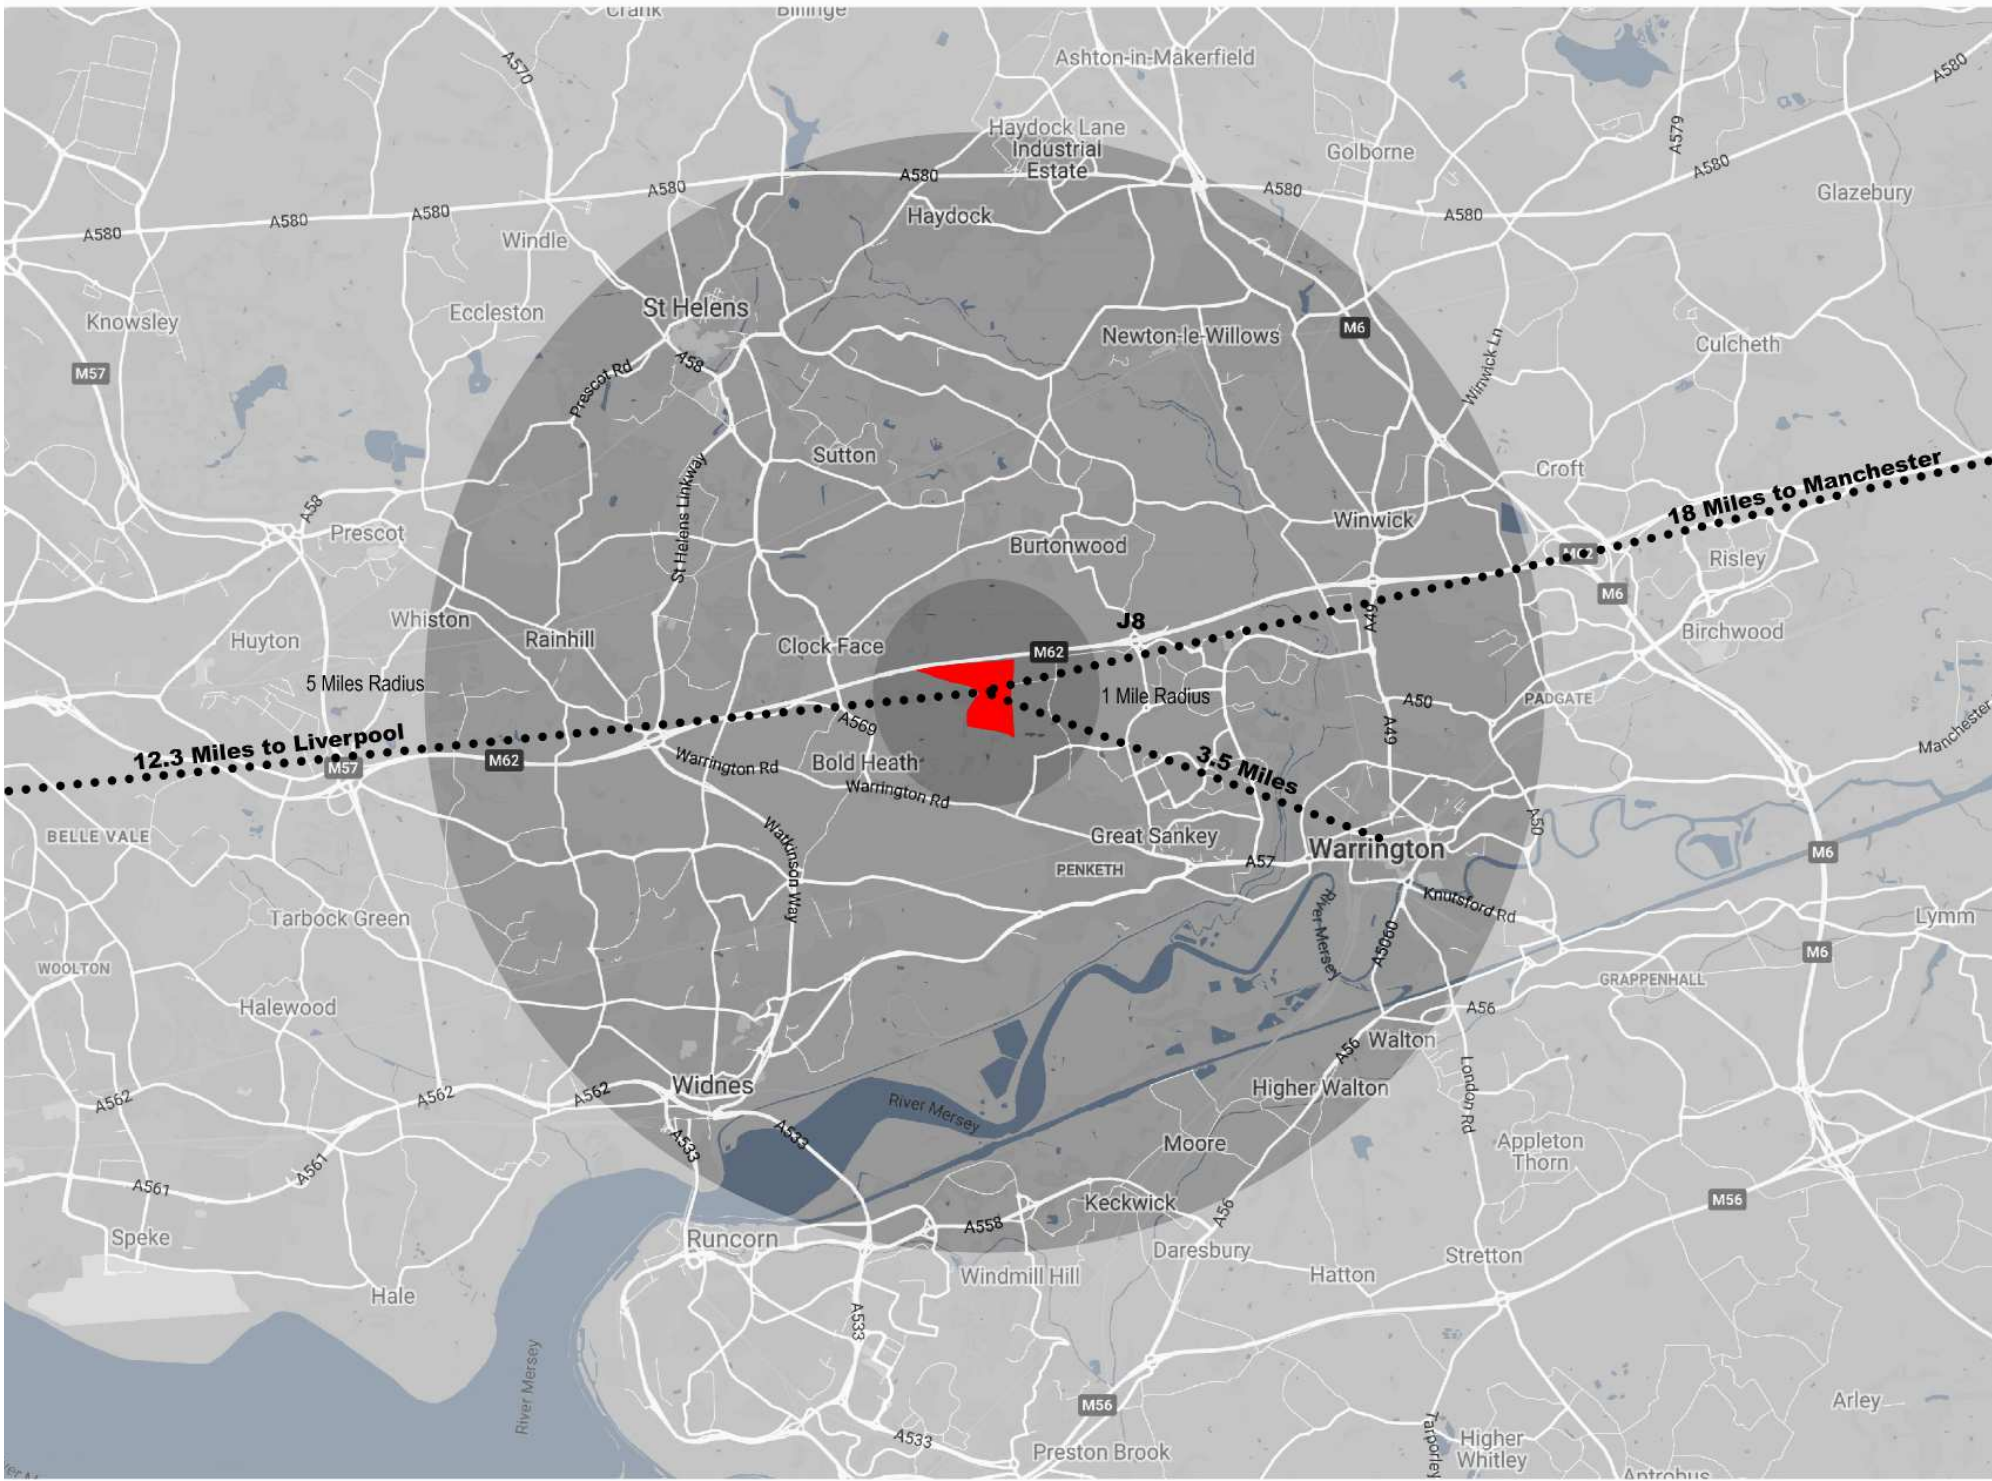 Crank
Billinge
A570
Ashton-in-Makerfield
A580
Haydock Lane
Industrial
Estate
Golborne
A579
A580
A580
A580
A580
Glazebury
A580
A580
A580
A580
Haydock
Windle
St Helens
Eccleston
Knowsley
M6
Newton-le-Willows
Culcheth
M57
A58
Prescot Rd
Winwick Ln
Sutton
Croft
18 Miles to Manchester
St Helens Linkway
A58
Prescot
Winwick
Burtonwood
M62
Risley
M6
Whiston
Huyton
Rainhill
Clock Face
J8
A49
Birchwood
M62
5 Miles Radius
1 Mile Radius
A50
PADGATE
A569
A49
Manchester
12.3 Miles to Liverpool
M57
M62
Warrington Rd
Bold Heath
3.5 Miles
Warrington Rd
BELLE VALE
Watkinson Way
Great Sankey
A50
Warrington
M6
PENKETH
A57
Knutsford Rd
Tarbock Green
River Mersey
A5060
Lymm
M6
WOOLTON
GRAPPENHALL
Halewood
A56
Walton
A56
London Rd
Widnes
Higher Walton
A562
A562
A562
River Mersey
A533
A533
Moore
Appleton
Thorn
A561
A561
Keckwick
M56
A56
A558
Speke
Runcorn
Daresbury
Stretton
Windmill Hill
Hatton
Hale
A533
River Mersey
M56
Arley
Tarporley
A533
Preston Brook
Higher
Whitley
Antrobus